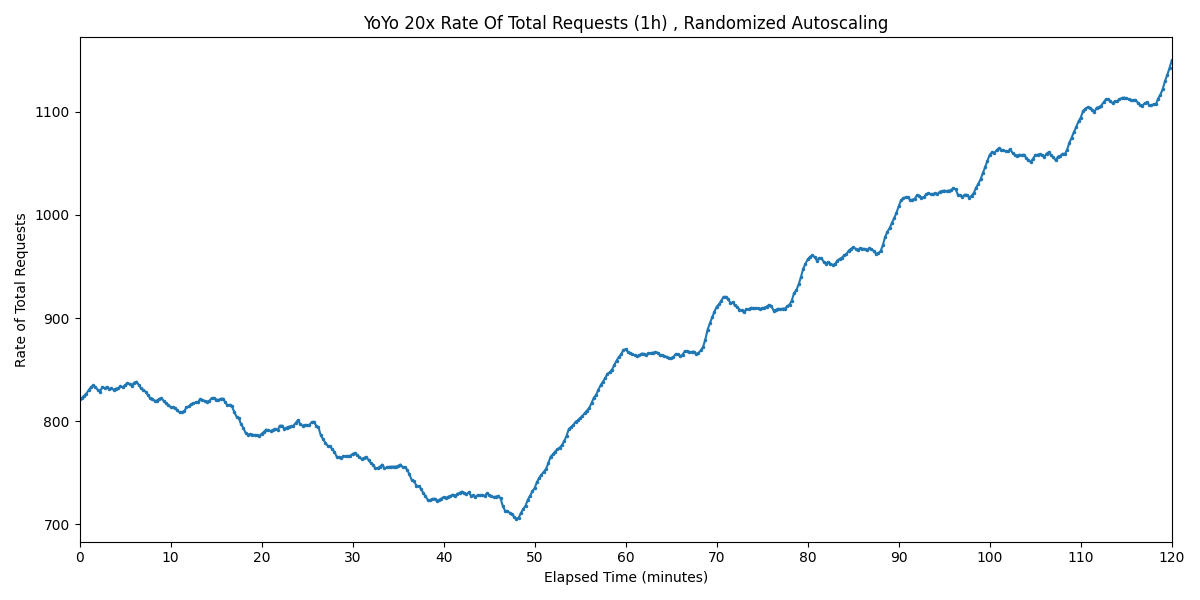 YoYo 20x Rate Of Total Requests (1h) , Randomized Autoscaling
Rate of Total Requests
1100
1000
900
800
700
0 10 20 30 40 50 60 70 80 90 100 110 120
Elapsed Time (minutes)